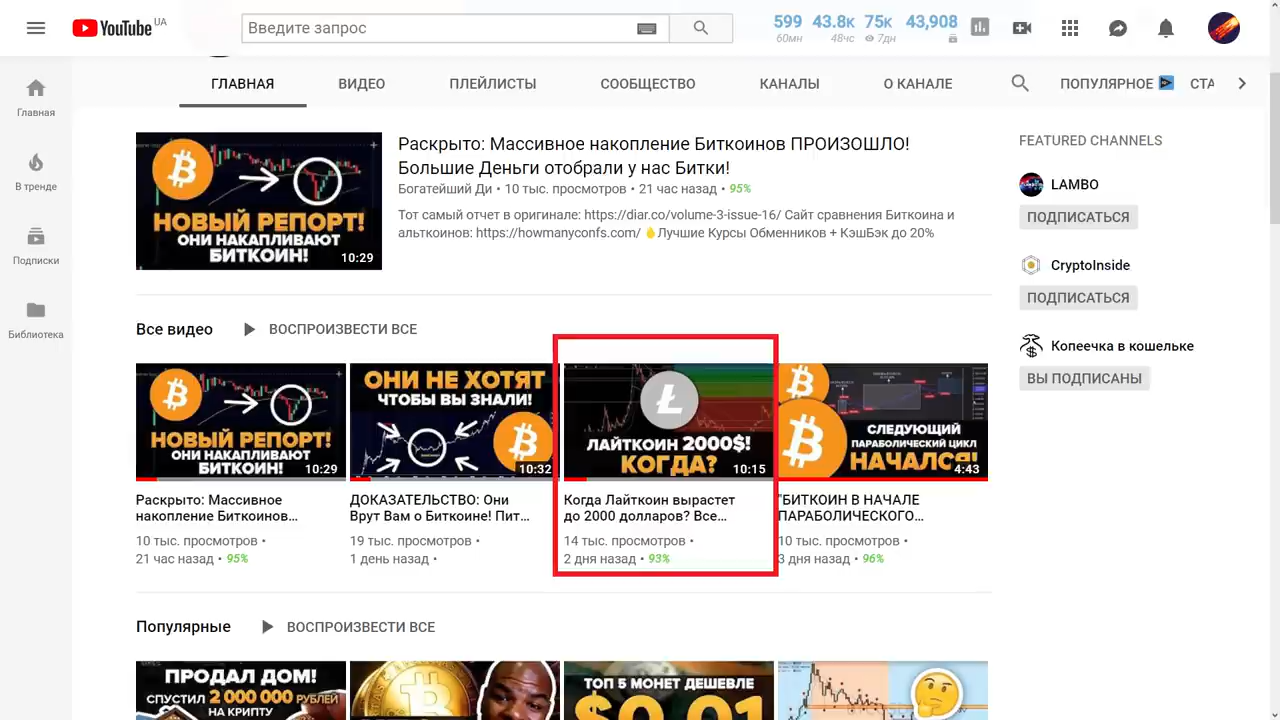 YouTube UA
Введите запрос
599 43.8K 75K 43,908
60мн 48чс 7дн
ГЛАВНАЯ ВИДЕО ПЛЕЙЛИСТЫ СООБЩЕСТВО КАНАЛЫ О КАНАЛЕ ПОПУЛЯРНОЕ СТА
Главная
В тренде
Подписки
Библиотека
НОВЫЙ РЕПОРТ!
ОНИ НАКАПЛИВАЮТ
БИТКОИН!
10:29
Раскрыто: Массивное накопление Биткоинов ПРОИЗОШЛО!
Большие Деньги отобрали у нас Битки!
Богатейший Ди • 10 тыс. просмотров • 21 час назад • 95%
Тот самый отчет в оригинале: https://diar.co/volume-3-issue-16/ Сайт сравнения Биткоина и
альткоинов: https://howmanyconfs.com/ 🔥Лучшие Курсы Обменников + КэшБэк до 20%
FEATURED CHANNELS
LAMBO
ПОДПИСАТЬСЯ
CryptoInside
ПОДПИСАТЬСЯ
Копеечка в кошельке
ВЫ ПОДПИСАНЫ
Все видео ВОСПРОИЗВЕСТИ ВСЕ
НОВЫЙ РЕПОРТ!
ОНИ НАКАПЛИВАЮТ
БИТКОИН!
10:29
Раскрыто: Массивное
накопление Биткоинов...
10 тыс. просмотров •
21 час назад • 95%
ОНИ НЕ ХОТЯТ
ЧТОБЫ ВЫ ЗНАЛИ!
10:32
ДОКАЗАТЕЛЬСТВО: Они
Врут Вам о Биткоине! Пит...
19 тыс. просмотров •
1 день назад •
ЛАЙТКОИН 2000$!
КОГДА?
10:15
Когда Лайткоин вырастет
до 2000 долларов? Все...
14 тыс. просмотров •
2 дня назад • 93%
СЛЕДУЮЩИЙ
ПАРАБОЛИЧЕСКИЙ ЦИКЛ
НАЧАЛСЯ!
4:43
"БИТКОИН В НАЧАЛЕ
ПАРАБОЛИЧЕСКОГО...
10 тыс. просмотров •
3 дня назад • 96%
Популярные ВОСПРОИЗВЕСТИ ВСЕ
ПРОДАЛ ДОМ!
СПУСТИЛ 2 000 000 РУБЛЕЙ
НА КРИПТУ
ТОП 5 МОНЕТ ДЕШЕВЛЕ
$0.01